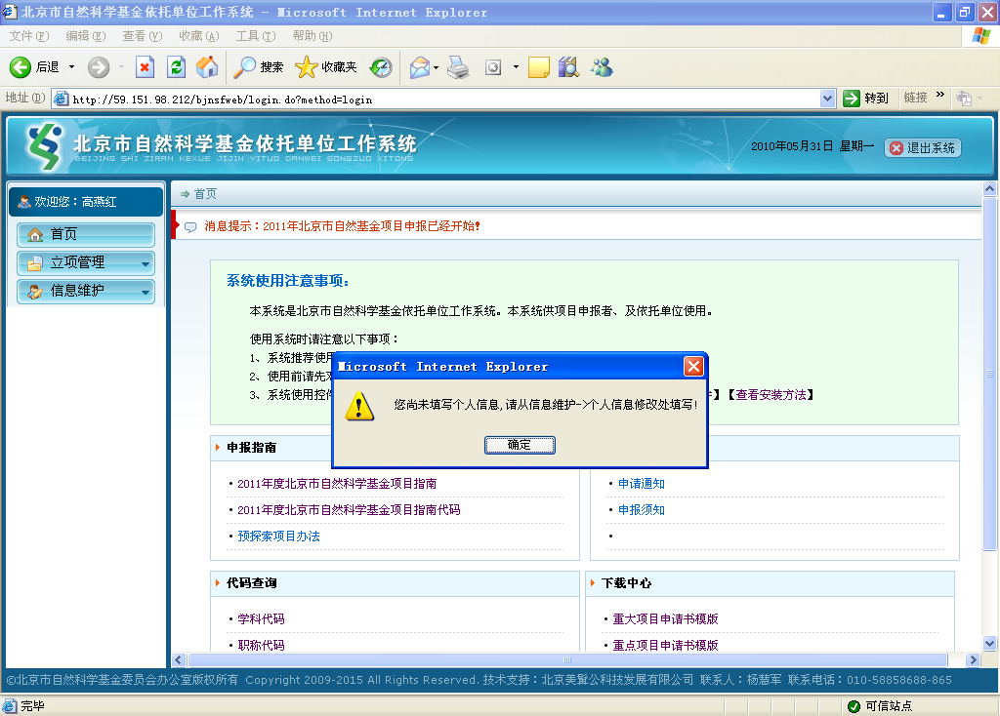 北京市自然科学基金依托单位工作系统 - Microsoft Internet Explorer
文件(F) 编辑(E) 查看(V) 收藏(A) 工具(T) 帮助(H)
后退 搜索 收藏夹
地址(D) http://59.151.98.212/bjnsfweb/login.do?method=login 转到 链接 »
北京市自然科学基金依托单位工作系统
BEIJING SHI ZIRAN KEXUE JIJIN YITUO DANWEI GONGZUO XITONG
2010年05月31日 星期一 退出系统
欢迎您：高燕红
首页
立项管理
信息维护
首页
消息提示：2011年北京市自然基金项目申报已经开始!
系统使用注意事项：
本系统是北京市自然科学基金依托单位工作系统。本系统供项目申报者、及依托单位使用。
使用系统时请注意以下事项：
1、系统推荐使用
2、使用前请先
3、系统使用控件
】【查看安装方法】
Microsoft Internet Explorer
您尚未填写个人信息,请从信息维护->个人信息修改处填写!
确定
申报指南
• 2011年度北京市自然科学基金项目指南
• 2011年度北京市自然科学基金项目指南代码
• 预探索项目办法
• 申请通知
• 申报须知
•
代码查询
• 学科代码
• 职称代码
下载中心
• 重大项目申请书模版
• 重点项目申请书模版
©北京市自然科学基金委员会办公室版权所有 Copyright 2009-2015 All Rights Reserved. 技术支持：北京美髯公科技发展有限公司 联系人：杨慧军 联系电话：010-58858688-865
完毕 可信站点